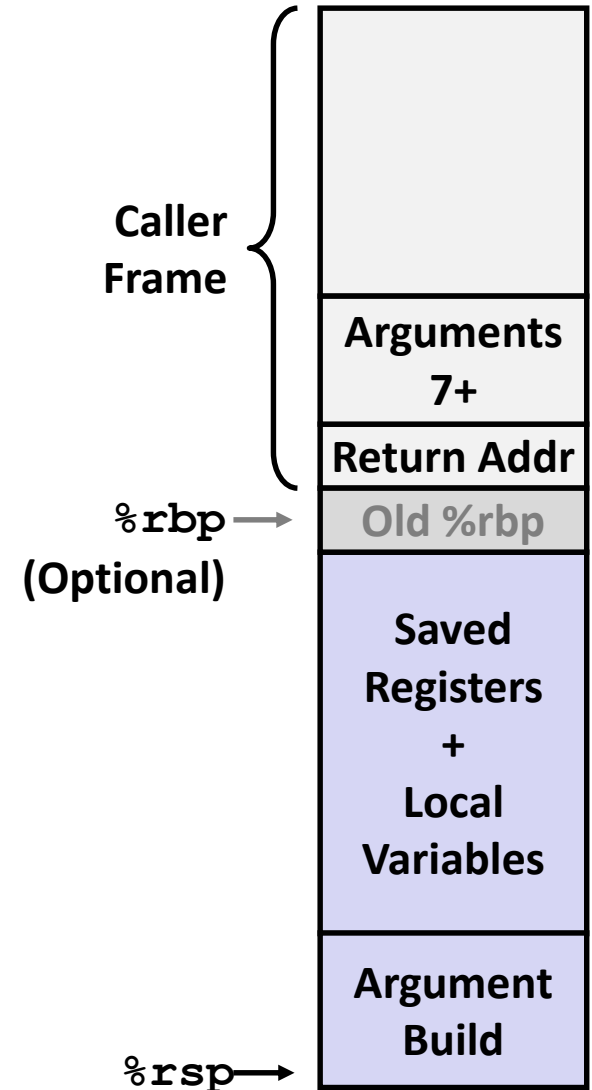 Caller
Frame
Arguments
7+
Return Addr
%rbp
Old %rbp
(Optional)
Saved
Registers
+
Local
Variables
Argument
Build
%rsp